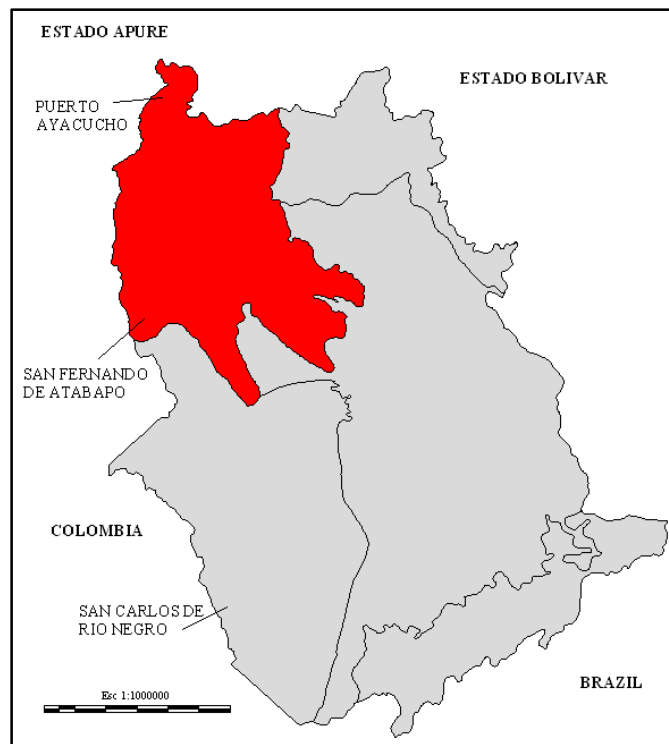 ESTADO APURE
ESTADO BOLIVAR
PUERTO
AYACUCHO
SAN FERNANDO
DE ATABAPO
COLOMBIA
SAN CARLOS DE
RIO NEGRO
BRAZIL
Esc 1:1000000